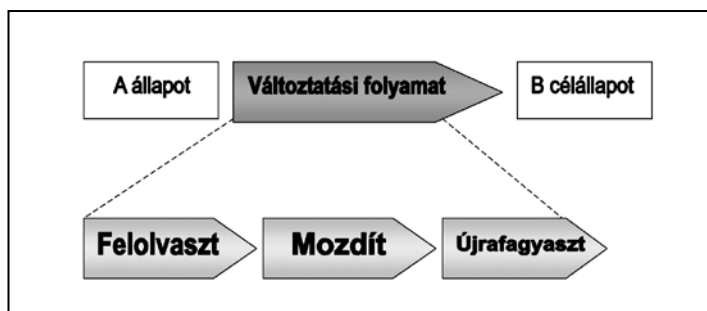 A állapot
Változtatási folyamat
B célállapot
Felolvaszt
Mozdít
Újrafagyaszt